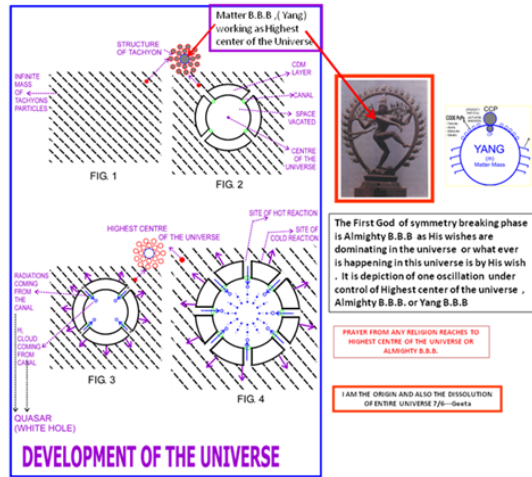 Matter B.B.B ,( Yang)
working as Highest
center of the Universe
STRUCTURE
OF TACHYON
INFINITE
MASS
OF
TACHYONS
PARTICLES
CDM
LAYER
CANAL
SPACE
VACATED
CENTRE
OF THE
UNIVERSE
FIG. 1
FIG. 2
CCP
YANG
(m)
Matter Mass
HIGHEST CENTRE
OF THE UNIVERSE
SITE OF HOT REACTION
SITE OF
COLD REACTION
RADIATIONS
COMING
FROM
THE
CANAL
H₂
CLOUD
COMING
FROM
CANAL
FIG. 3
FIG. 4
QUASAR
(WHITE HOLE)
DEVELOPMENT OF THE UNIVERSE
The First God of symmetry breaking phase
is Almighty B.B.B as His wishes are
dominating in the universe or what ever
is happening in this universe is by His wish
. It is depiction of one oscillation under
control of Highest center of the universe ,
Almighty B.B.B. or Yang B.B.B
PRAYER FROM ANY RELIGION REACHES TO
HIGHEST CENTRE OF THE UNIVERSE OR
ALMIGHTY B.B.B.
I AM THE ORIGIN AND ALSO THE DISSOLUTION
OF ENTIRE UNIVERSE 7/6---Geeta